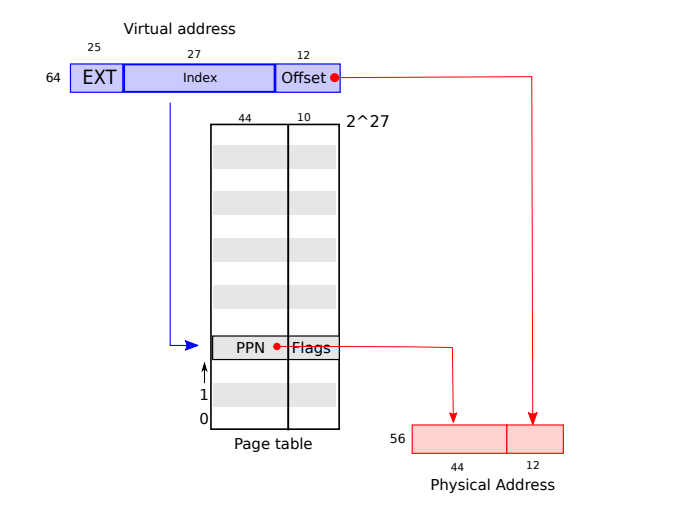 Virtual address
25 27 12
64 EXT Index Offset
44 10 2^27
PPN Flags
1
0
Page table
56
44 12
Physical Address